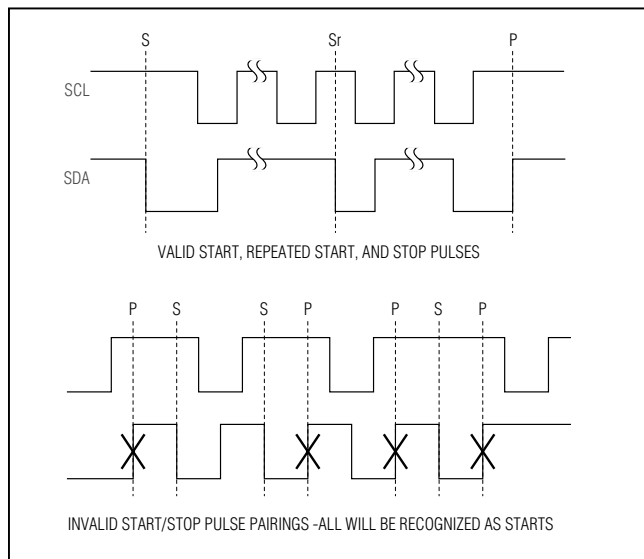 S Sr P
SCL
SDA
VALID START, REPEATED START, AND STOP PULSES
P S S P P S P
INVALID START/STOP PULSE PAIRINGS -ALL WILL BE RECOGNIZED AS STARTS